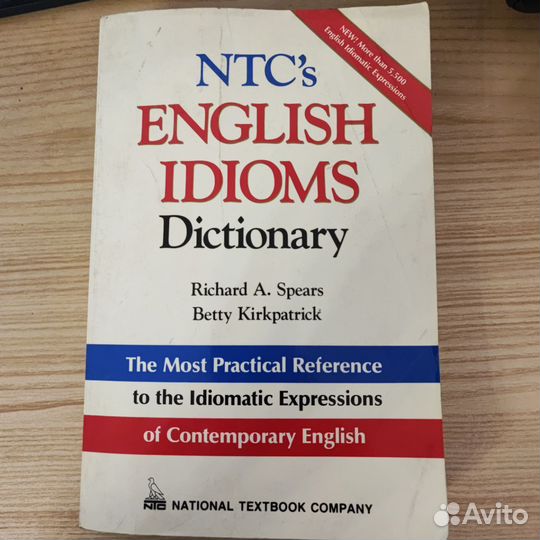 NEW! More than 5,500
English Idiomatic Expressions
NTC's
ENGLISH
IDIOMS
Dictionary
Richard A. Spears
Betty Kirkpatrick
The Most Practical Reference
to the Idiomatic Expressions
of Contemporary English
NTC NATIONAL TEXTBOOK COMPANY
Avito